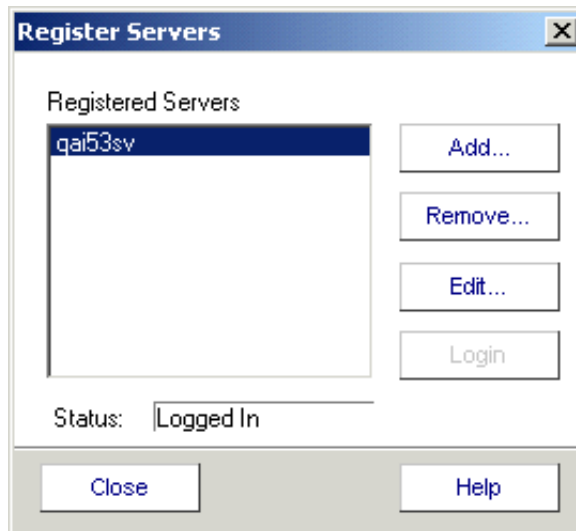 Register Servers
Registered Servers
qai53sv
Add...
Remove...
Edit...
Login
Status: Logged In
Close
Help